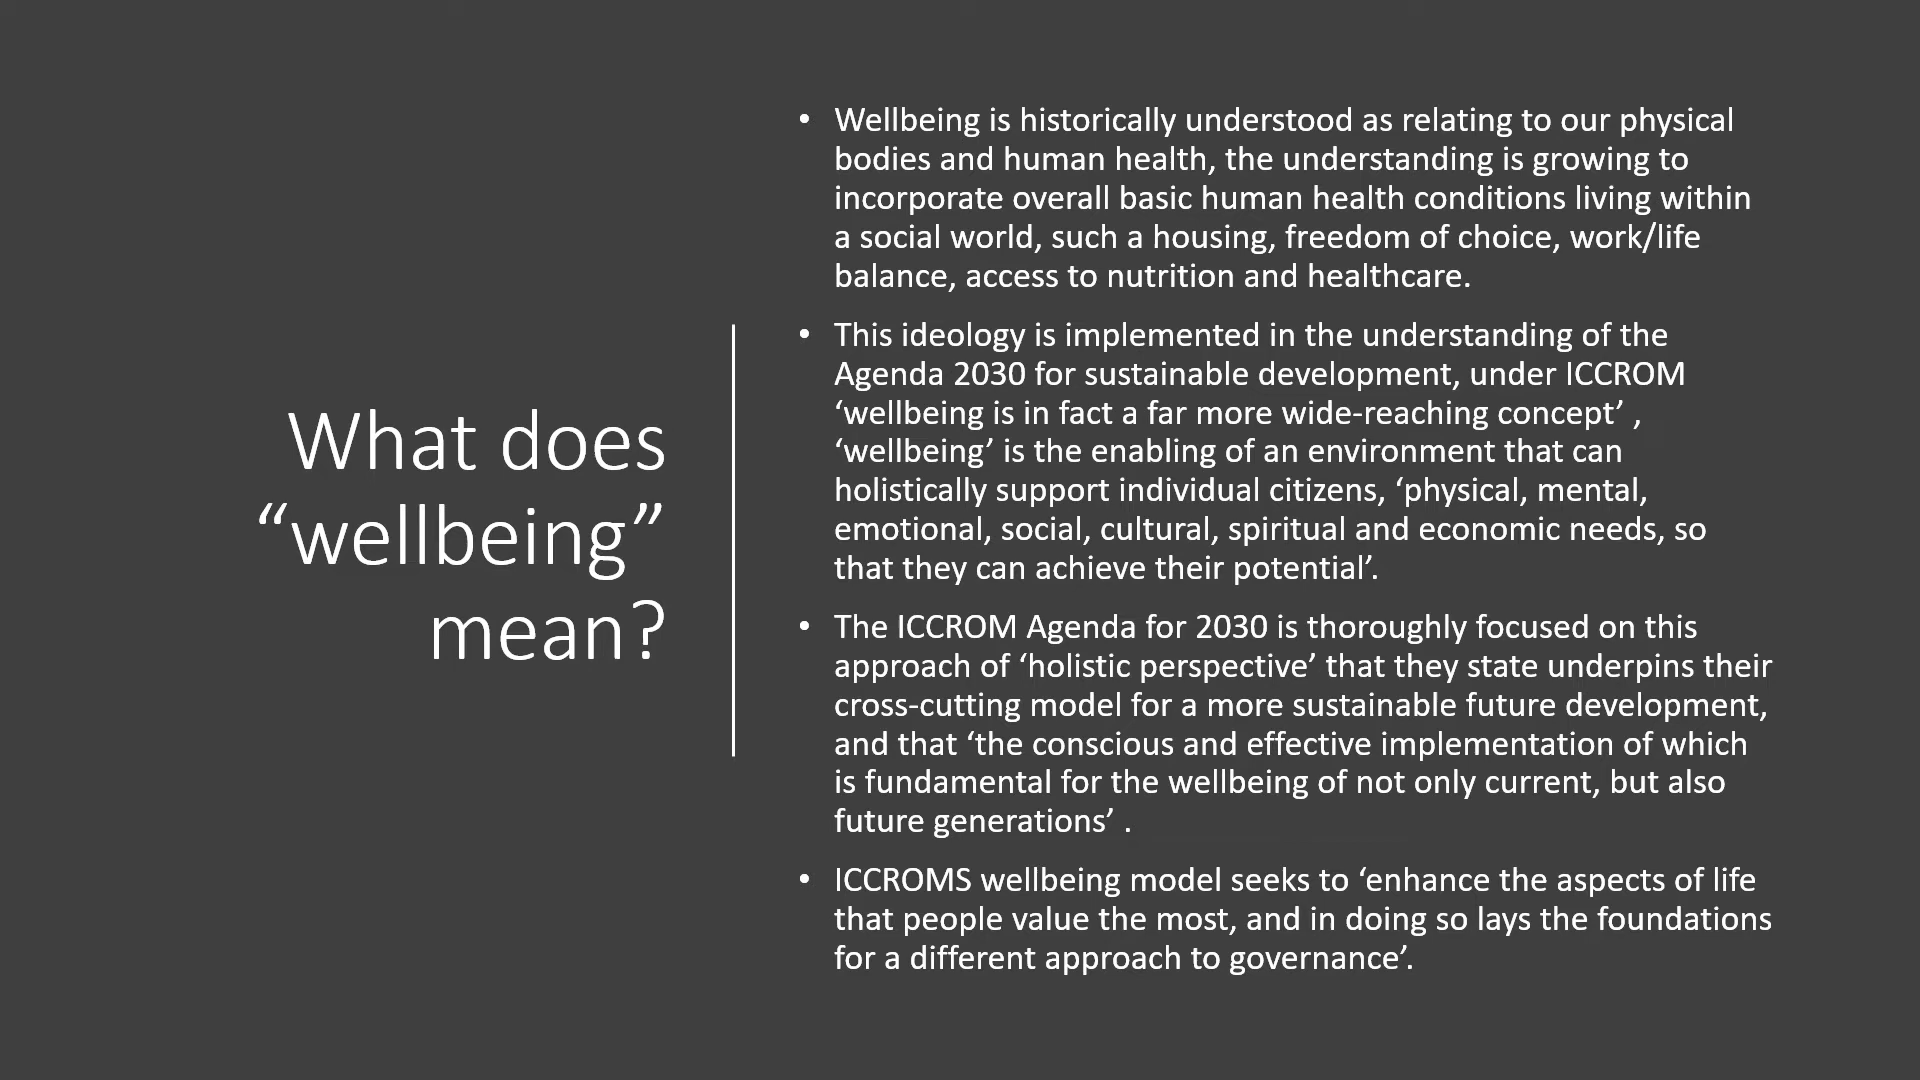 What does
“wellbeing”
mean?
• Wellbeing is historically understood as relating to our physical
bodies and human health, the understanding is growing to
incorporate overall basic human health conditions living within
a social world, such a housing, freedom of choice, work/life
balance, access to nutrition and healthcare.
• This ideology is implemented in the understanding of the
Agenda 2030 for sustainable development, under ICCROM
‘wellbeing is in fact a far more wide-reaching concept’ ,
‘wellbeing’ is the enabling of an environment that can
holistically support individual citizens, ‘physical, mental,
emotional, social, cultural, spiritual and economic needs, so
that they can achieve their potential’.
• The ICCROM Agenda for 2030 is thoroughly focused on this
approach of ‘holistic perspective’ that they state underpins their
cross-cutting model for a more sustainable future development,
and that ‘the conscious and effective implementation of which
is fundamental for the wellbeing of not only current, but also
future generations’ .
• ICCROMS wellbeing model seeks to ‘enhance the aspects of life
that people value the most, and in doing so lays the foundations
for a different approach to governance’.